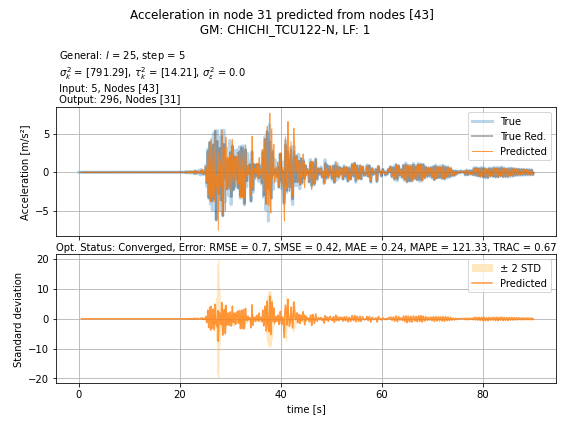 Acceleration in node 31 predicted from nodes [43]
GM: CHICHI_TCU122-N, LF: 1
General: l = 25, step = 5
σ²ₖ = [791.29], τ²ₖ = [14.21], σ²ₑ = 0.0
Input: 5, Nodes [43]
Output: 296, Nodes [31]
Acceleration [m/s²]
5
0
−5
True
True Red.
Predicted
Opt. Status: Converged, Error: RMSE = 0.7, SMSE = 0.42, MAE = 0.24, MAPE = 121.33, TRAC = 0.67
Standard deviation
20
10
0
−10
−20
± 2 STD
Predicted
0 20 40 60 80
time [s]